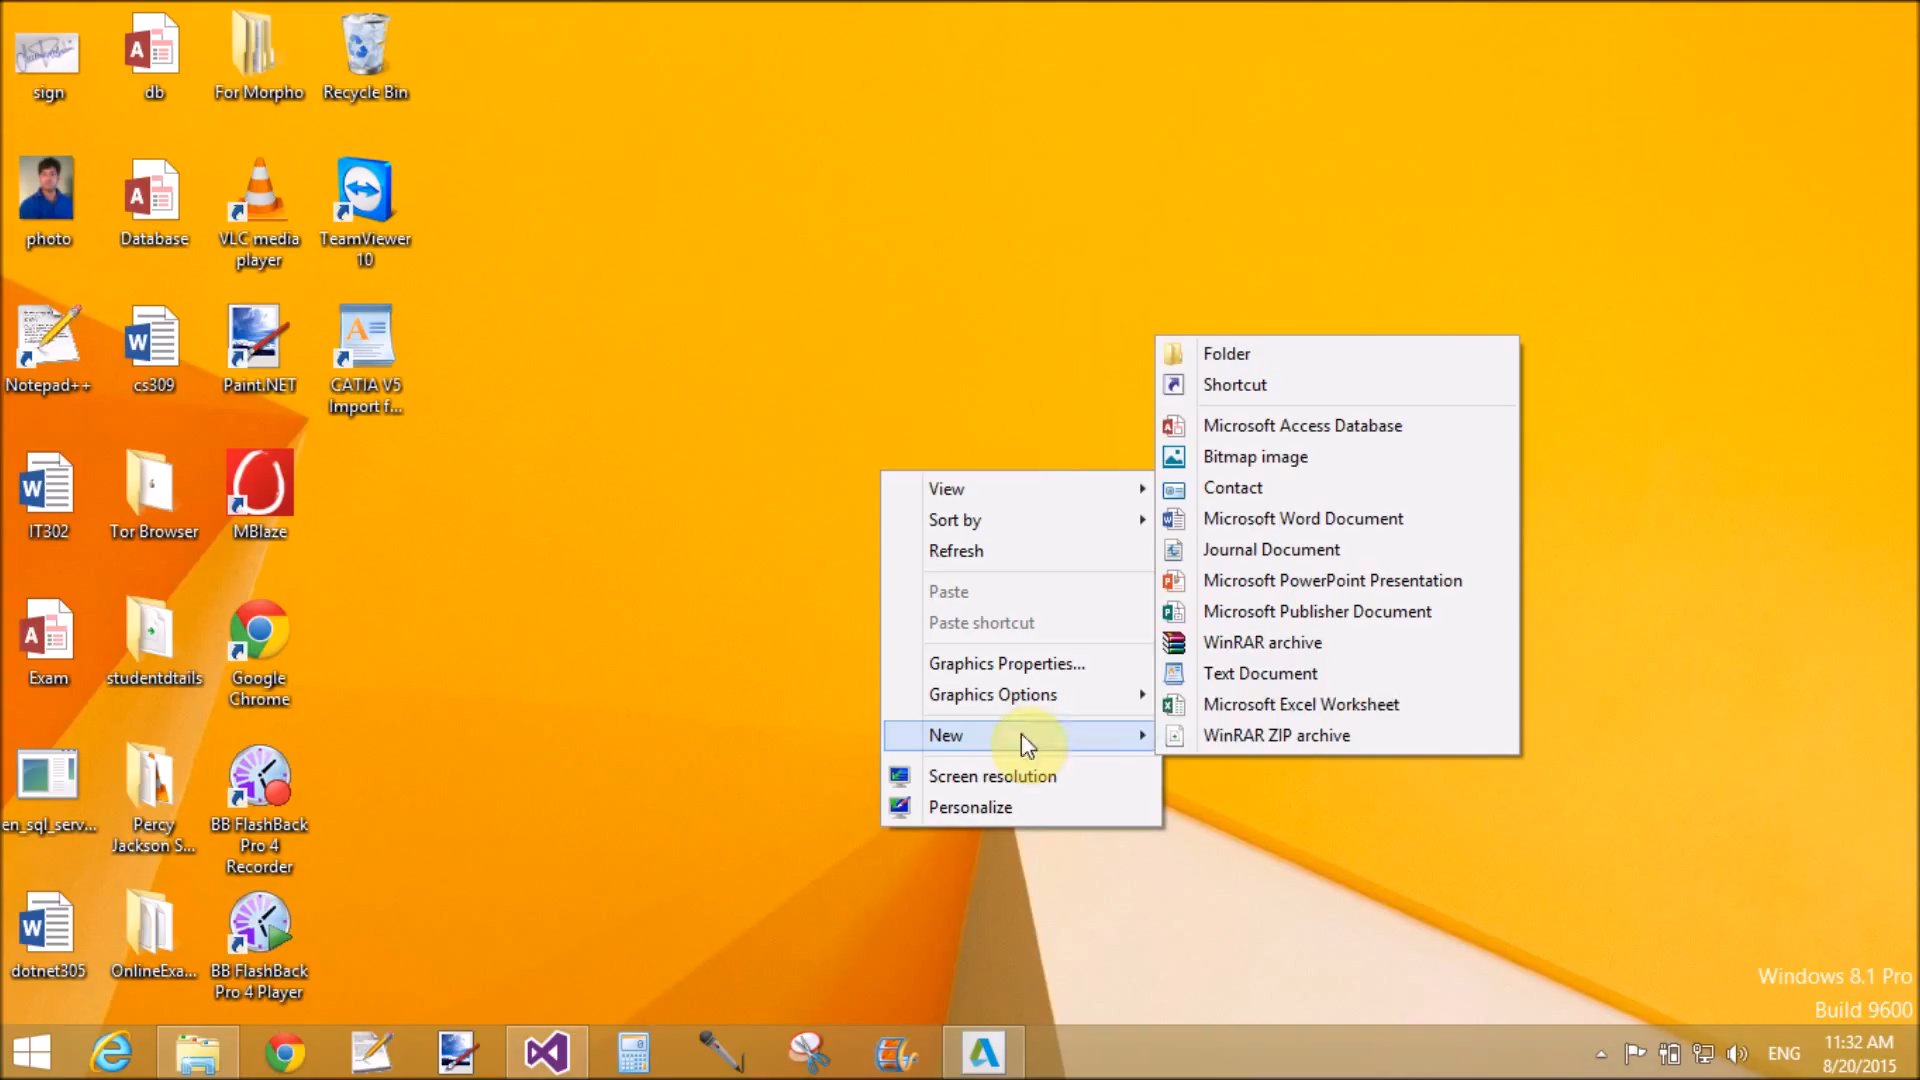 sign
db
For Morpho
Recycle Bin
photo
Database
VLC media
player
TeamViewer
10
Notepad++
cs309
Paint.NET
CATIA V5
Import f...
IT302
Tor Browser
MBlaze
Exam
studentdtails
Google
Chrome
en_sql_serv...
Percy
Jackson S...
BB FlashBack
Pro 4
Recorder
dotnet305
OnlineExa...
BB FlashBack
Pro 4 Player
View
Sort by
Refresh
Paste
Paste shortcut
Graphics Properties...
Graphics Options
New
Screen resolution
Personalize
Folder
Shortcut
Microsoft Access Database
Bitmap image
Contact
Microsoft Word Document
Journal Document
Microsoft PowerPoint Presentation
Microsoft Publisher Document
WinRAR archive
Text Document
Microsoft Excel Worksheet
WinRAR ZIP archive
Windows 8.1 Pro
Build 9600
ENG
11:32 AM
8/20/2015